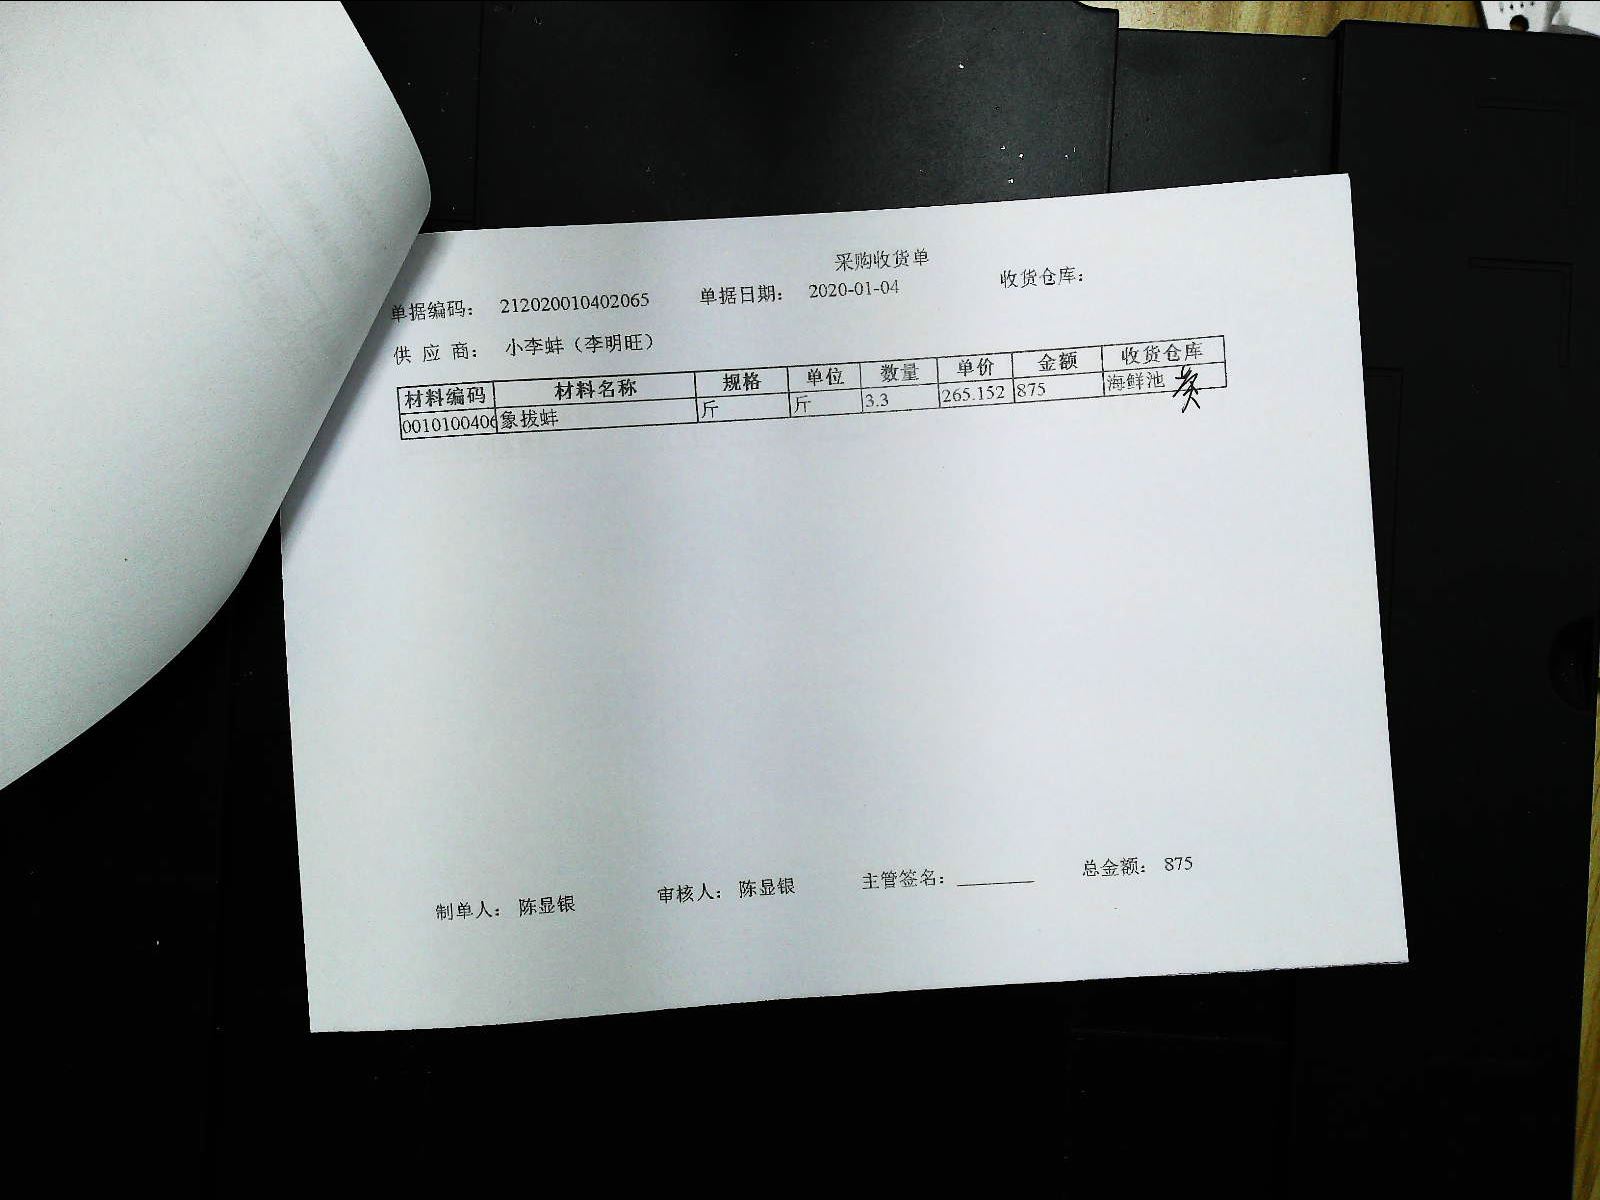 采购收货单
单据编码: 212020010402065 单据日期: 2020-01-04 收货仓库:
供 应 商: 小李蚌（李明旺）
材料编码 材料名称 规格 单位 数量 单价 金额 收货仓库
0010100406 象拔蚌 斤 斤 3.3 265.152 875 海鲜池
制单人: 陈显银 审核人: 陈显银 主管签名: 总金额: 875